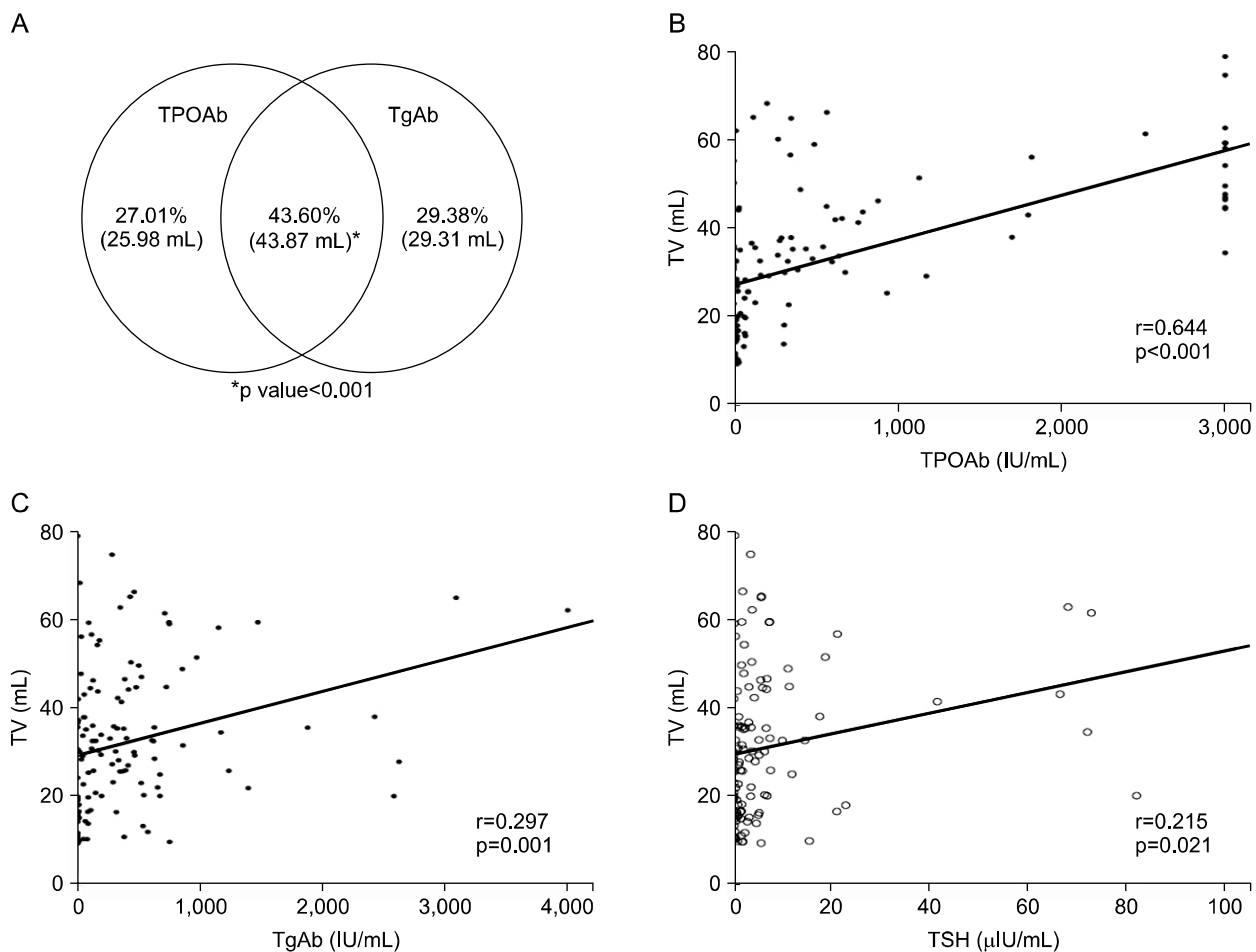 A
TPOAb
TgAb
27.01%
(25.98 mL)
43.60%
(43.87 mL)*
29.38%
(29.31 mL)
*p value<0.001
B
80
60
40
20
0
TV (mL)
r=0.644
p<0.001
0
1,000
2,000
3,000
TPOAb (IU/mL)
C
80
60
40
20
0
TV (mL)
r=0.297
p=0.001
0
1,000
2,000
3,000
4,000
TgAb (IU/mL)
D
80
60
40
20
0
TV (mL)
r=0.215
p=0.021
0
20
40
60
80
100
TSH (μIU/mL)